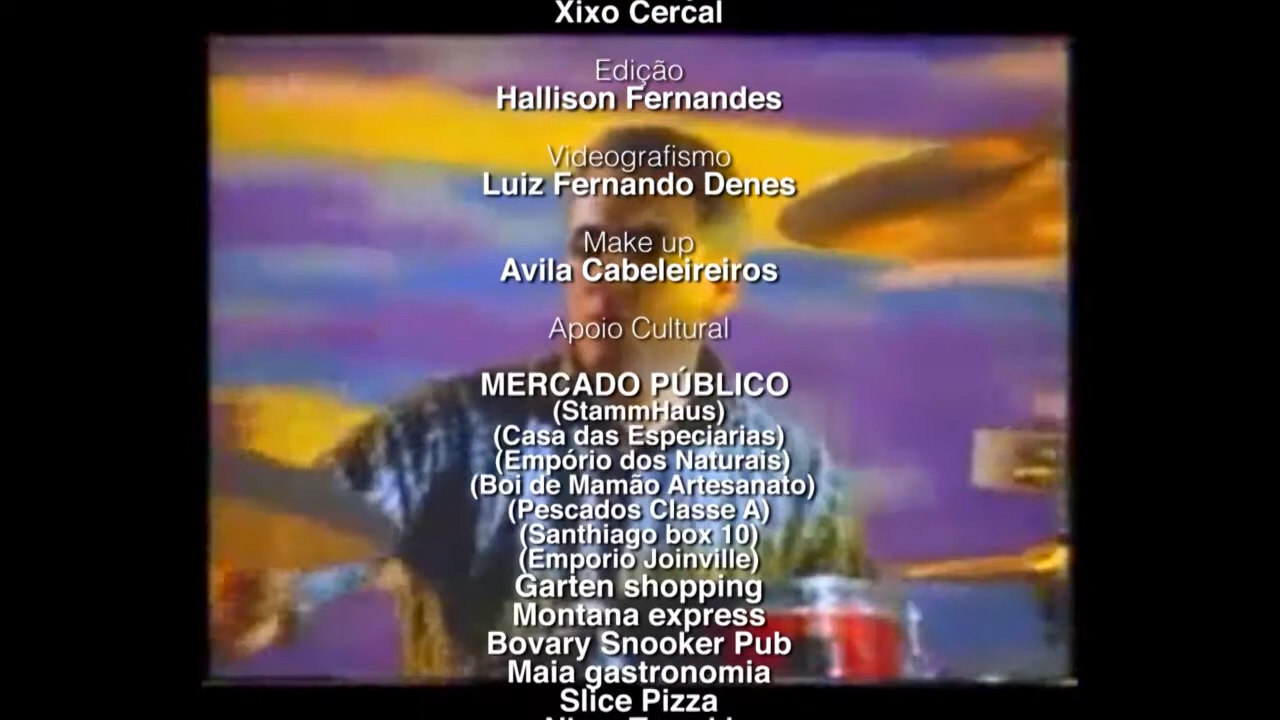 Xixo Cercal
Edição
Hallison Fernandes
Videografismo
Luiz Fernando Denes
Make up
Avila Cabeleireiros
Apoio Cultural
MERCADO PÚBLICO
(StammHaus)
(Casa das Especiarias)
(Empório dos Naturais)
(Boi de Mamão Artesanato)
(Pescados Classe A)
(Santhiago box 10)
(Emporio Joinville)
Garten shopping
Montana express
Bovary Snooker Pub
Maia gastronomia
Slice Pizza